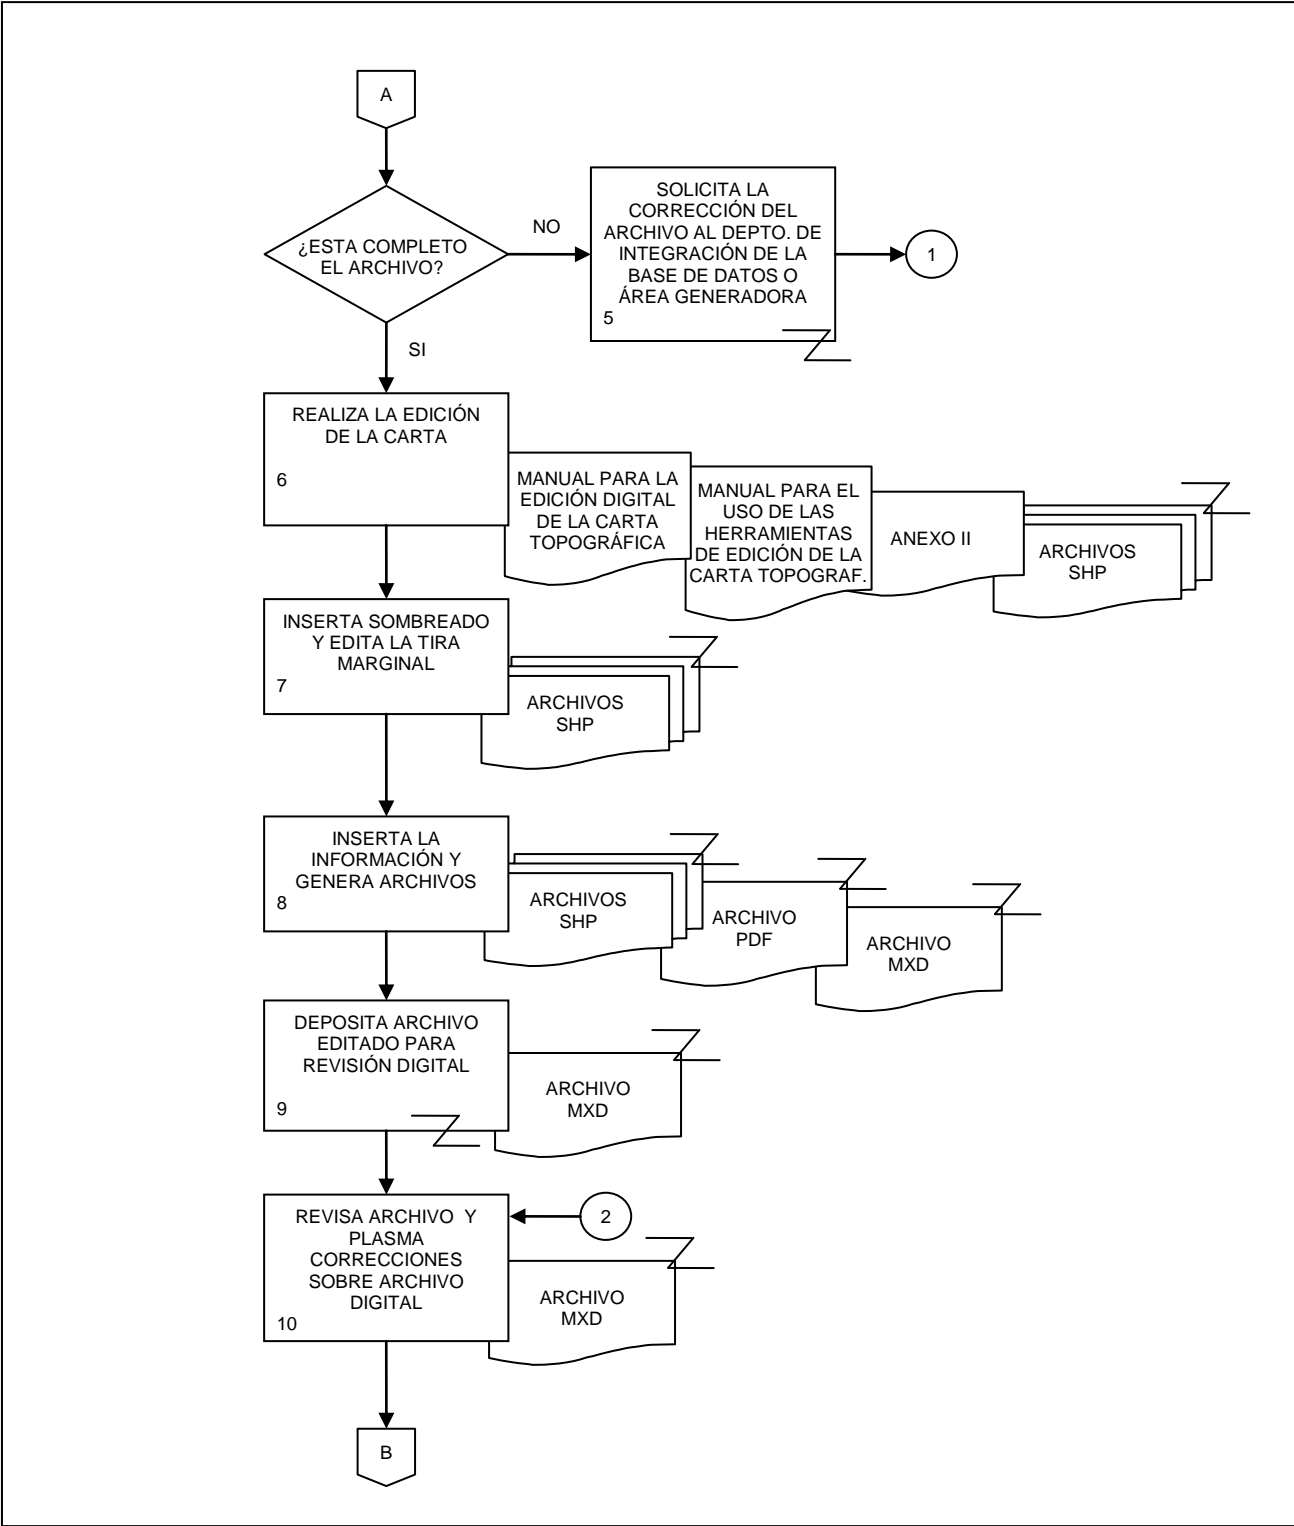 A
¿ESTA COMPLETO
EL ARCHIVO?
NO
SOLICITA LA
CORRECCIÓN DEL
ARCHIVO AL DEPTO. DE
INTEGRACIÓN DE LA
BASE DE DATOS O
ÁREA GENERADORA
5
1
SI
REALIZA LA EDICIÓN
DE LA CARTA
6
MANUAL PARA LA
EDICIÓN DIGITAL
DE LA CARTA
TOPOGRÁFICA
MANUAL PARA EL
USO DE LAS
HERRAMIENTAS
DE EDICIÓN DE LA
CARTA TOPOGRAF.
ANEXO II
ARCHIVOS
SHP
INSERTA SOMBREADO
Y EDITA LA TIRA
MARGINAL
7
ARCHIVOS
SHP
INSERTA LA
INFORMACIÓN Y
GENERA ARCHIVOS
8
ARCHIVOS
SHP
ARCHIVO
PDF
ARCHIVO
MXD
DEPOSITA ARCHIVO
EDITADO PARA
REVISIÓN DIGITAL
9
ARCHIVO
MXD
REVISA ARCHIVO Y
PLASMA
CORRECCIONES
SOBRE ARCHIVO
DIGITAL
10
2
ARCHIVO
MXD
B